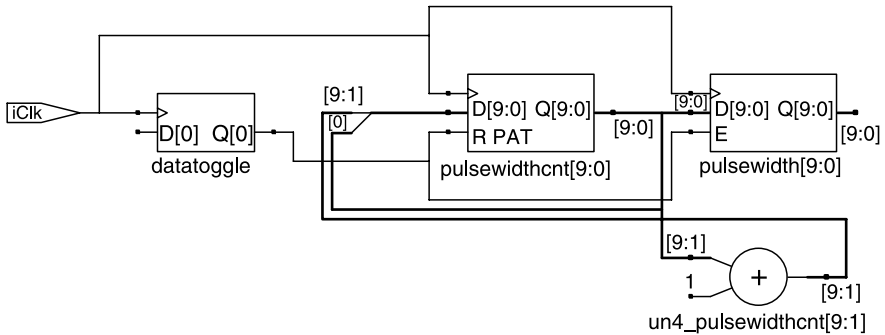 iClk
D[0] Q[0]
datatoggle
[9:1]
[0]
D[9:0] Q[9:0]
R PAT
pulsewidthcnt[9:0]
[9:0]
[9:0]
D[9:0] Q[9:0]
E
pulsewidth[9:0]
[9:0]
[9:1]
1
+
[9:1]
un4_pulsewidthcnt[9:1]